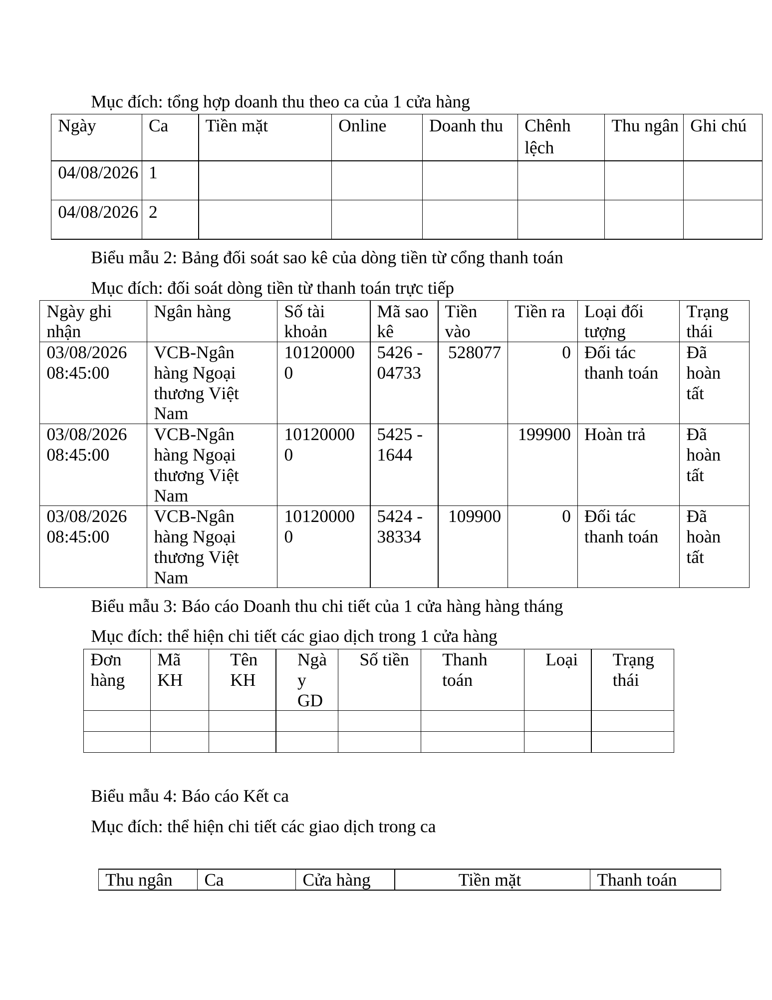 Mục đích: tổng hợp doanh thu theo ca của 1 cửa hàng
Ngày Ca Tiền mặt Online Doanh thu Chênh lệch Thu ngân Ghi chú
04/08/2026 1
04/08/2026 2
Biểu mẫu 2: Bảng đối soát sao kê của dòng tiền từ cổng thanh toán
Mục đích: đối soát dòng tiền từ thanh toán trực tiếp
Ngày ghi nhận Ngân hàng Số tài khoản Mã sao kê Tiền vào Tiền ra Loại đối tượng Trạng thái
03/08/2026 08:45:00 VCB-Ngân hàng Ngoại thương Việt Nam 10120000 0 5426 - 04733 528077 0 Đối tác thanh toán Đã hoàn tất
03/08/2026 08:45:00 VCB-Ngân hàng Ngoại thương Việt Nam 10120000 0 5425 - 1644 199900 Hoàn trả Đã hoàn tất
03/08/2026 08:45:00 VCB-Ngân hàng Ngoại thương Việt Nam 10120000 0 5424 - 38334 109900 0 Đối tác thanh toán Đã hoàn tất
Biểu mẫu 3: Báo cáo Doanh thu chi tiết của 1 cửa hàng hàng tháng
Mục đích: thể hiện chi tiết các giao dịch trong 1 cửa hàng
Đơn hàng Mã KH Tên KH Ngà y GD Số tiền Thanh toán Loại Trạng thái
Biểu mẫu 4: Báo cáo Kết ca
Mục đích: thể hiện chi tiết các giao dịch trong ca
Thu ngân Ca Cửa hàng Tiền mặt Thanh toán